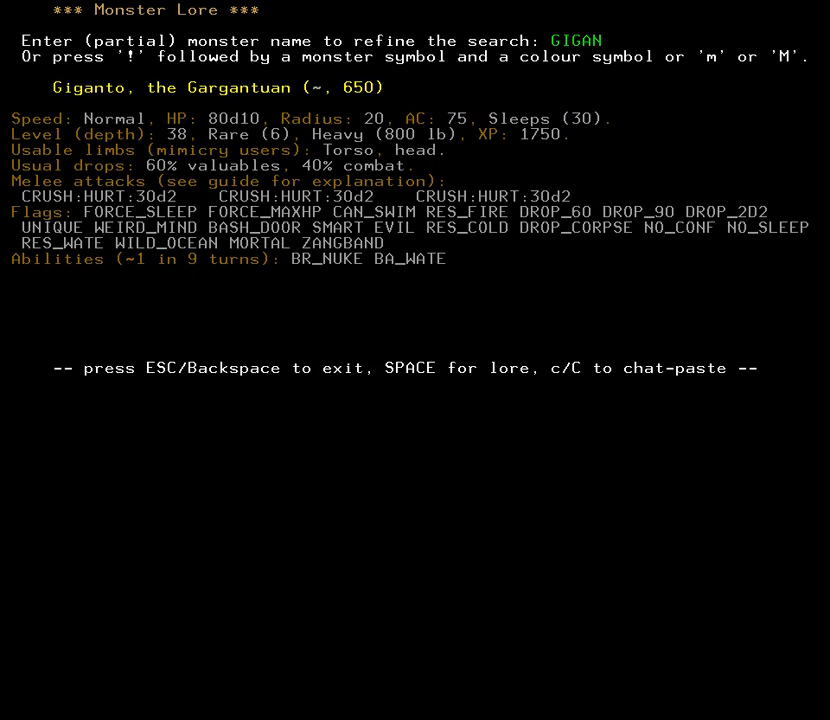 *** Monster Lore ***
Enter (partial) monster name to refine the search: GIGAN
Or press '!' followed by a monster symbol and a colour symbol or 'm' or 'M'.
Giganto, the Gargantuan (~, 650)
Speed: Normal, HP: 80d10, Radius: 20, AC: 75, Sleeps (30).
Level (depth): 38, Rare (6), Heavy (800 lb), XP: 1750.
Usable limbs (mimicry users): Torso, head.
Usual drops: 60% valuables, 40% combat.
Melee attacks (see guide for explanation):
CRUSH:HURT:30d2    CRUSH:HURT:30d2    CRUSH:HURT:30d2
Flags: FORCE_SLEEP FORCE_MAXHP CAN_SWIM RES_FIRE DROP_60 DROP_90 DROP_2D2
UNIQUE WEIRD_MIND BASH_DOOR SMART EVIL RES_COLD DROP_CORPSE NO_CONF NO_SLEEP
RES_WATE WILD_OCEAN MORTAL ZANGBAND
Abilities (~1 in 9 turns): BR_NUKE BA_WATE
-- press ESC/Backspace to exit, SPACE for lore, c/C to chat-paste --